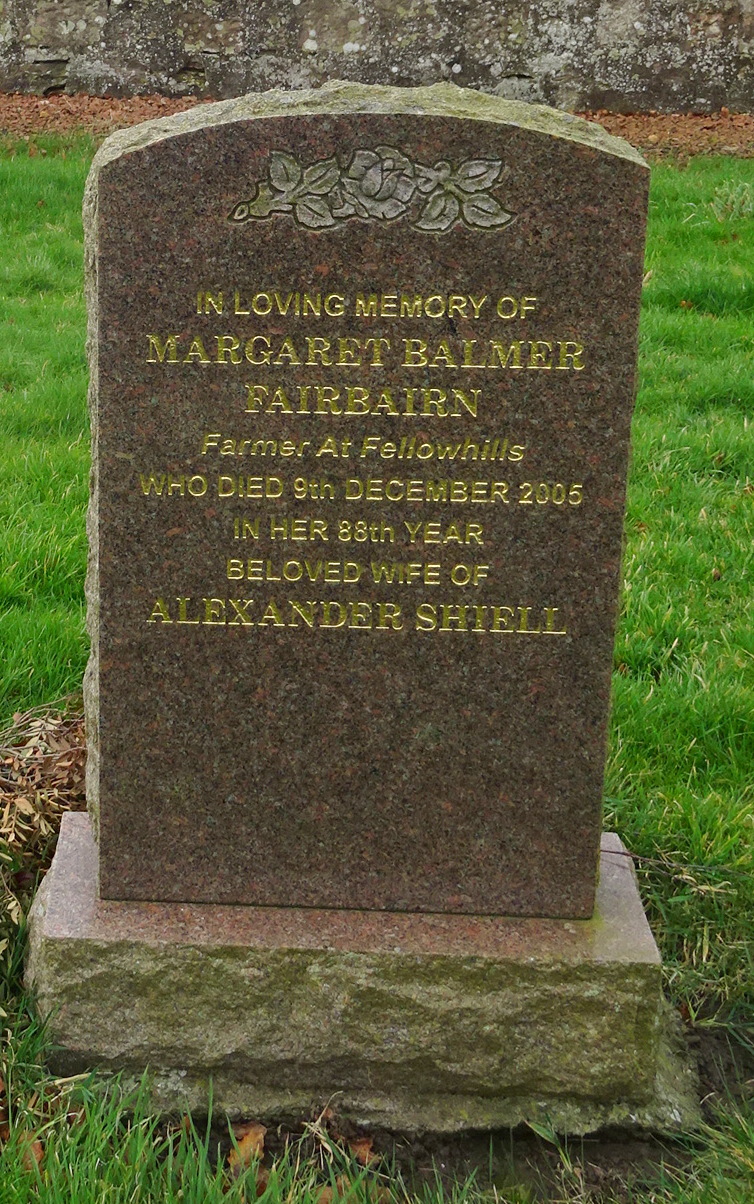 IN LOVING MEMORY OF
MARGARET BALMER
FAIRBAIRN
Farmer At Fellowhills
WHO DIED 9th DECEMBER 2005
IN HER 88th YEAR
BELOVED WIFE OF
ALEXANDER SHIELL